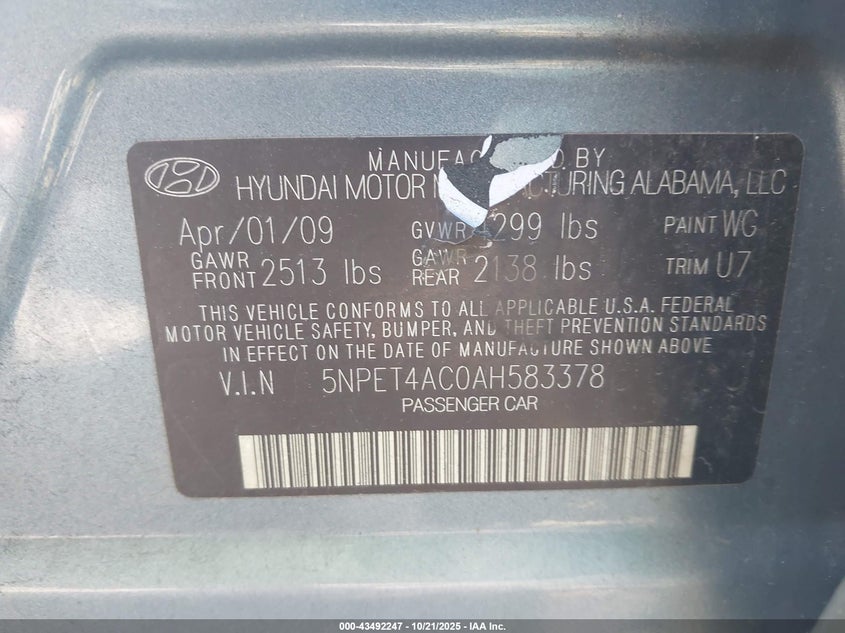 MANUFAC D BY
HYUNDAI MOTOR M CTURING ALABAMA, LLC
Apr/01/09 GVWR 4299 lbs PAINT WG
GAWR FRONT 2513 lbs GAWR REAR 2138 lbs TRIM U7
THIS VEHICLE CONFORMS TO ALL APPLICABLE U.S.A. FEDERAL
MOTOR VEHICLE SAFETY, BUMPER, AND THEFT PREVENTION STANDARDS
IN EFFECT ON THE DATE OF MANUFACTURE SHOWN ABOVE
V.I.N 5NPET4AC0AH583378
PASSENGER CAR
000-43492247 - 10/21/2025 - IAA Inc.